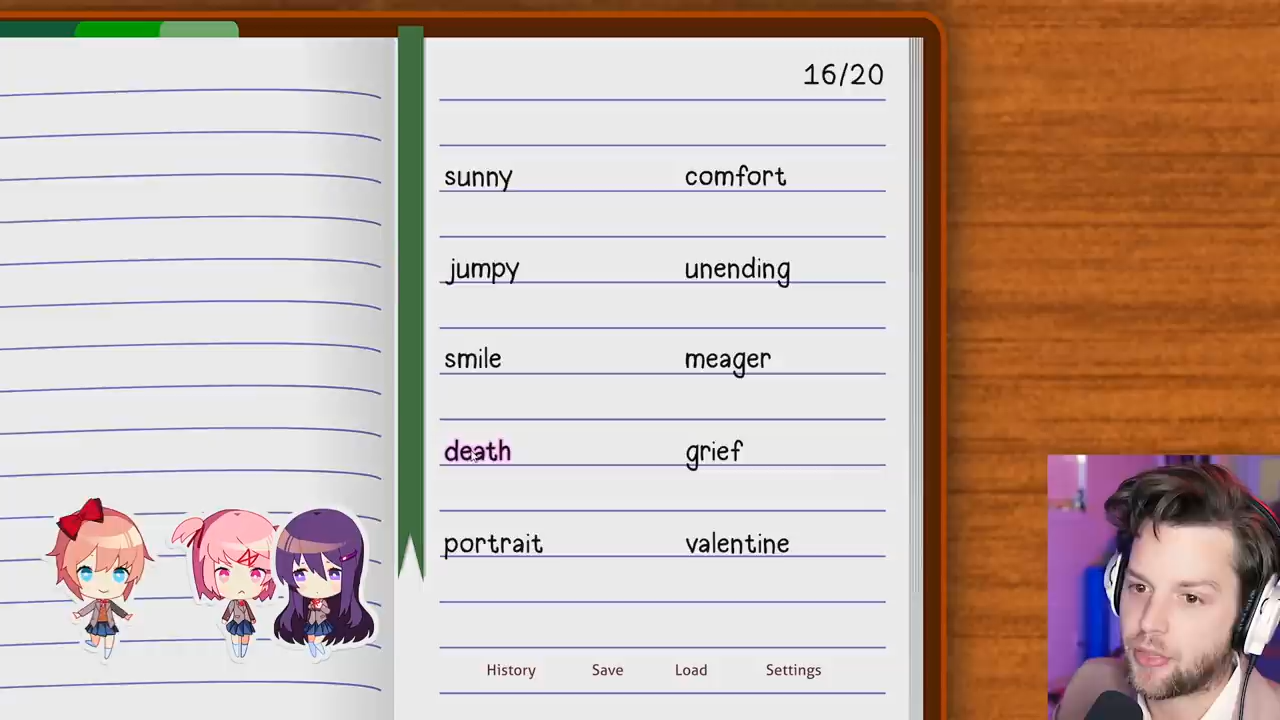 16/20
sunny comfort
jumpy unending
smile meager
death grief
portrait valentine
History Save Load Settings